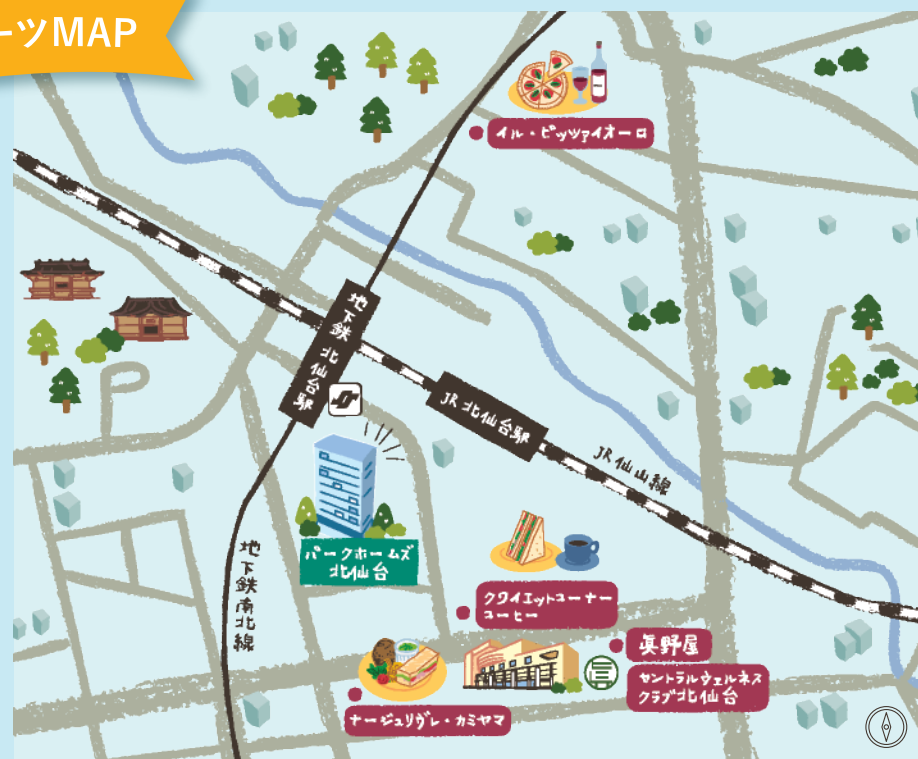 ーツMAP
イル・ピッツァイオーロ
地下鉄 北仙台駅
JR 北仙台駅
JR仙山線
パークホームズ
北仙台
地下鉄南北線
クワイエットコーナー
コーヒー
眞野屋
セントラルウェルネス
クラブ北仙台
ナージュリヴレ・カミヤマ